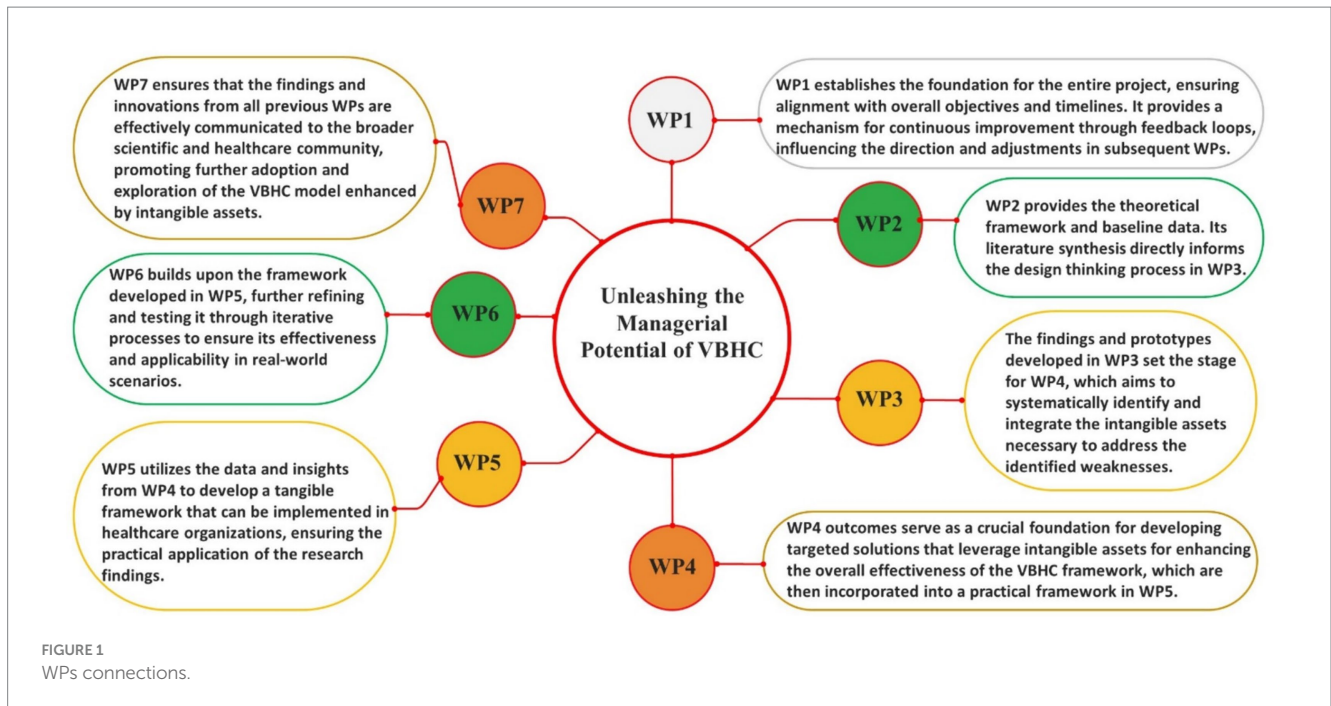 WP1
WP1 establishes the foundation for the entire project, ensuring
alignment with overall objectives and timelines. It provides a
mechanism for continuous improvement through feedback loops,
influencing the direction and adjustments in subsequent WPs.
WP2
WP2 provides the theoretical
framework and baseline data. Its
literature synthesis directly informs
the design thinking process in WP3.
WP3
The findings and prototypes
developed in WP3 set the stage
for WP4, which aims to
systematically identify and
integrate the intangible assets
necessary to address the
identified weaknesses.
WP4
WP4 outcomes serve as a crucial foundation for developing
targeted solutions that leverage intangible assets for enhancing
the overall effectiveness of the VBHC framework, which are
then incorporated into a practical framework in WP5.
WP5
WP5 utilizes the data and insights
from WP4 to develop a tangible
framework that can be implemented in
healthcare organizations, ensuring the
practical application of the research
findings.
WP6
WP6 builds upon the framework
developed in WP5, further refining
and testing it through iterative
processes to ensure its effectiveness
and applicability in real-world
scenarios.
WP7
WP7 ensures that the findings and
innovations from all previous WPs are
effectively communicated to the broader
scientific and healthcare community,
promoting further adoption and
exploration of the VBHC model enhanced
by intangible assets.
Unleashing the
Managerial
Potential of VBHC
FIGURE 1
WPs connections.